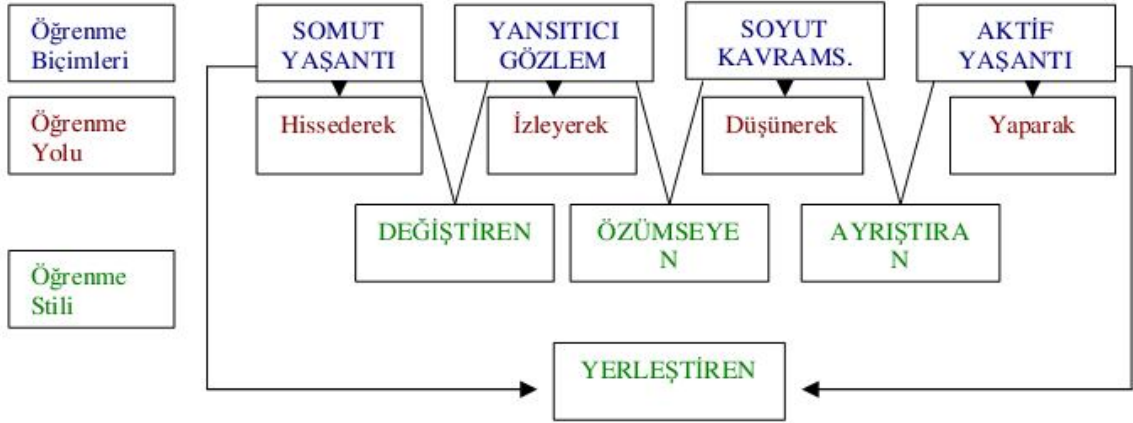 Öğrenme
Biçimleri
SOMUT
YAŞANTI
YANSITICI
GÖZLEM
SOYUT
KAVRAMS.
AKTİF
YAŞANTI
Öğrenme
Yolu
Hissederek
İzleyerek
Düşünerek
Yaparak
DEĞİŞTİREN
ÖZÜMSEYE
N
AYRIŞTIRA
N
Öğrenme
Stili
YERLEŞTİREN